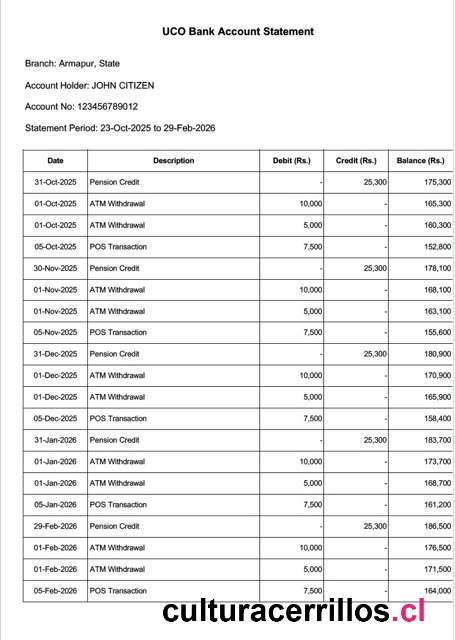 UCO Bank Account Statement
Branch: Armapur, State
Account Holder: JOHN CITIZEN
Account No: 123456789012
Statement Period: 23-Oct-2025 to 29-Feb-2026
Date Description Debit (Rs.) Credit (Rs.) Balance (Rs.)
31-Oct-2025 Pension Credit - 25,300 175,300
01-Oct-2025 ATM Withdrawal 10,000 - 165,300
01-Oct-2025 ATM Withdrawal 5,000 - 160,300
05-Oct-2025 POS Transaction 7,500 - 152,800
30-Nov-2025 Pension Credit - 25,300 178,100
01-Nov-2025 ATM Withdrawal 10,000 - 168,100
01-Nov-2025 ATM Withdrawal 5,000 - 163,100
05-Nov-2025 POS Transaction 7,500 - 155,600
31-Dec-2025 Pension Credit - 25,300 180,900
01-Dec-2025 ATM Withdrawal 10,000 - 170,900
01-Dec-2025 ATM Withdrawal 5,000 - 165,900
05-Dec-2025 POS Transaction 7,500 - 158,400
31-Jan-2026 Pension Credit - 25,300 183,700
01-Jan-2026 ATM Withdrawal 10,000 - 173,700
01-Jan-2026 ATM Withdrawal 5,000 - 168,700
05-Jan-2026 POS Transaction 7,500 - 161,200
29-Feb-2026 Pension Credit - 25,300 186,500
01-Feb-2026 ATM Withdrawal 10,000 - 176,500
01-Feb-2026 ATM Withdrawal 5,000 - 171,500
05-Feb-2026 POS Transaction 7,500 - 164,000
culturacerrillos.cl